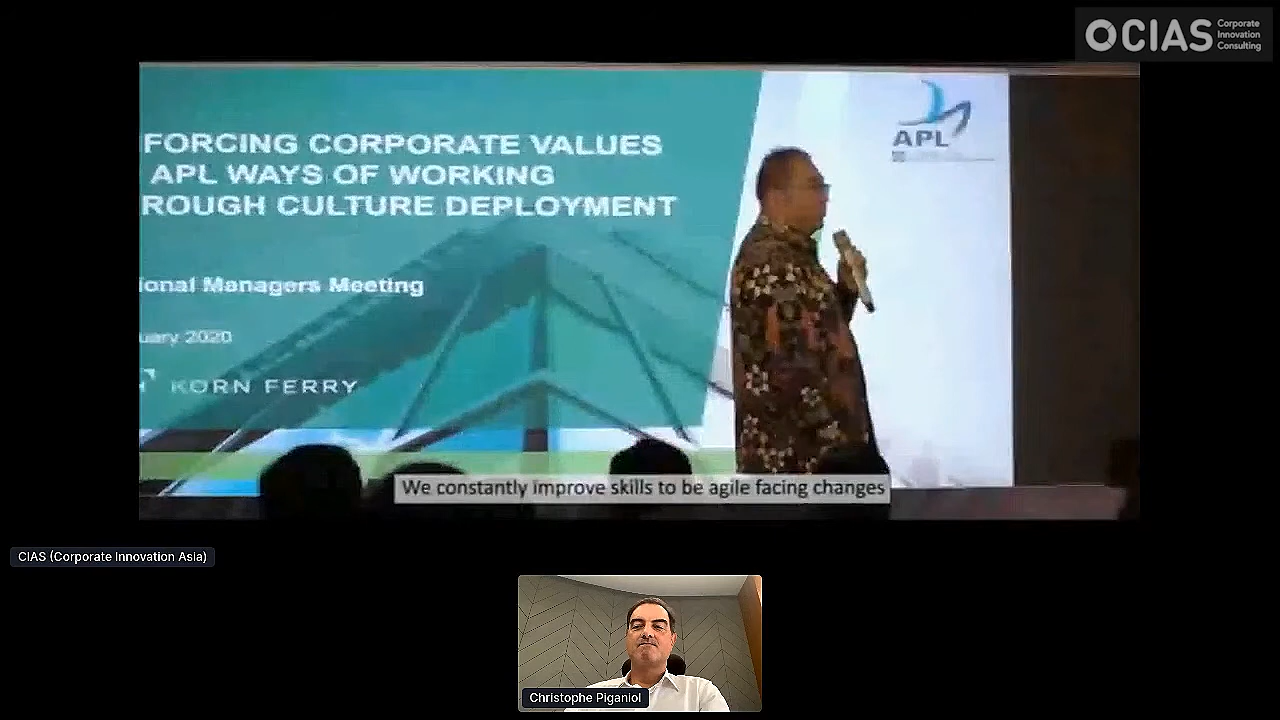 OCIAS Corporate
Innovation
Consulting
FORCING CORPORATE VALUES
APL WAYS OF WORKING
ROUGH CULTURE DEPLOYMENT
ional Managers Meeting
uary 2020
KORN FERRY
APL
We constantly improve skills to be agile facing changes
CIAS (Corporate Innovation Asia)
Christophe Piganiol